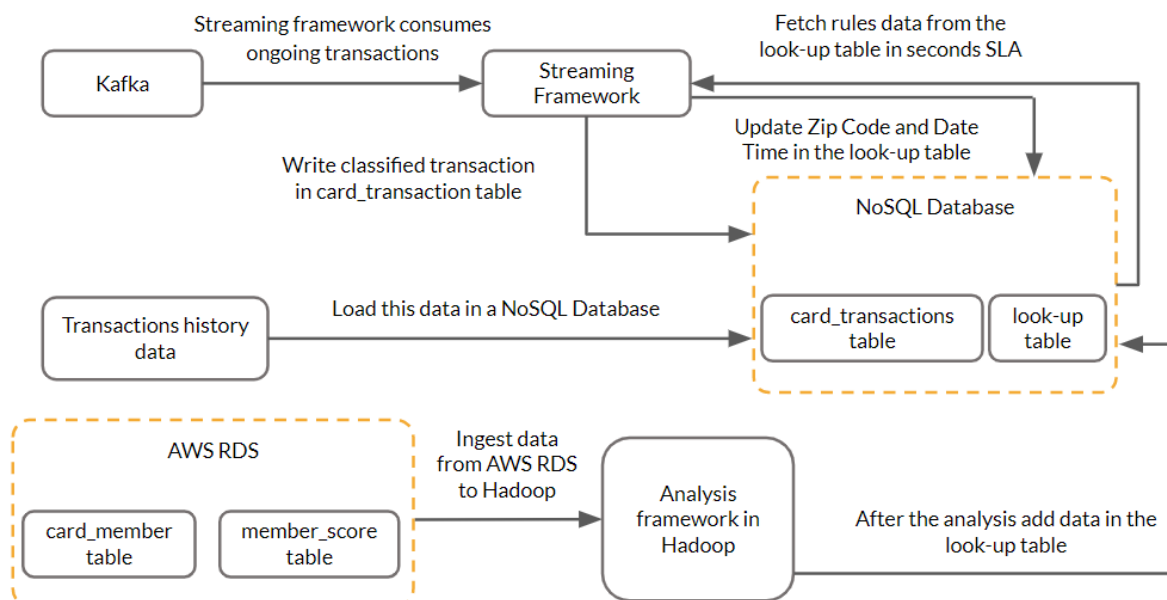 Streaming framework consumes
ongoing transactions
Fetch rules data from the
look-up table in seconds SLA
Kafka
Streaming
Framework
Update Zip Code and Date
Time in the look-up table
Write classified transaction
in card_transaction table
NoSQL Database
Load this data in a NoSQL Database
Transactions history
data
card_transactions
table
look-up
table
AWS RDS
card_member
table
member_score
table
Ingest data
from AWS RDS
to Hadoop
Analysis
framework in
Hadoop
After the analysis add data in the
look-up table